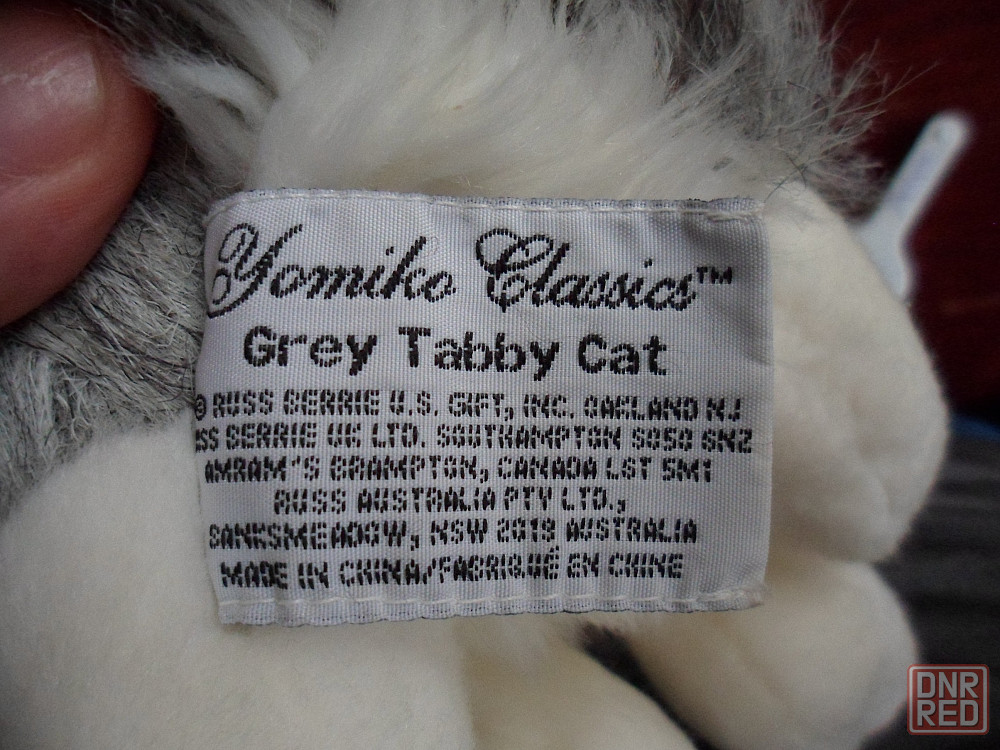 Yomiko Classics™
Grey Tabby Cat
© RUSS BERRIE U.S. GIFT, INC. OAKLAND NJ
SS BERRIE UK LTD. SOUTHAMPTON SO50 6NZ
AMRAM'S BRAMPTON, CANADA L6T 5M1
RUSS AUSTRALIA PTY LTD.,
BANKSMEADOW, NSW 2019 AUSTRALIA
MADE IN CHINA/FABRIQUÉ EN CHINE
DNR
RED